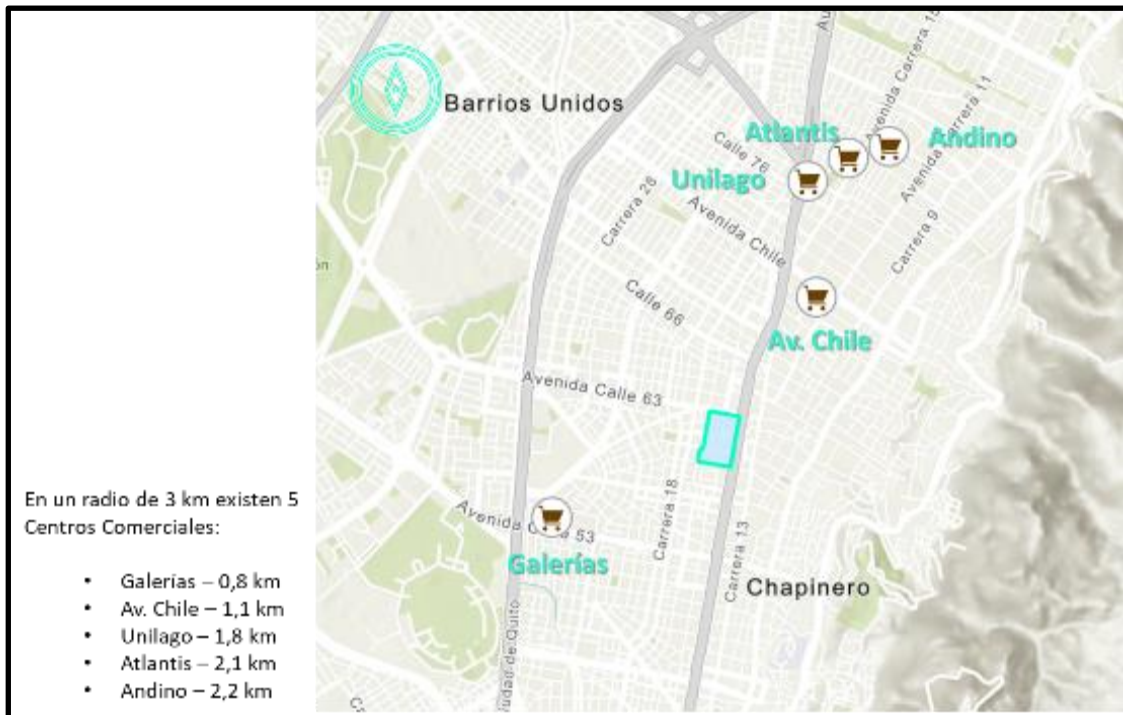 Barrios Unidos
Atlantis
Andino
Unilago
Calle 76
Avenida Carrera 15
Avenida Carrera 11
Carrera 28
Avenida Chile
Carrera 9
Calle 66
Av. Chile
Avenida Calle 63
En un radio de 3 km existen 5
Centros Comerciales:
Carrera 18
Avenida C 53
Galerías
Carrera 13
Chapinero
• Galerías – 0,8 km
• Av. Chile – 1,1 km
• Unilago – 1,8 km
• Atlantis – 2,1 km
• Andino – 2,2 km
de Quito